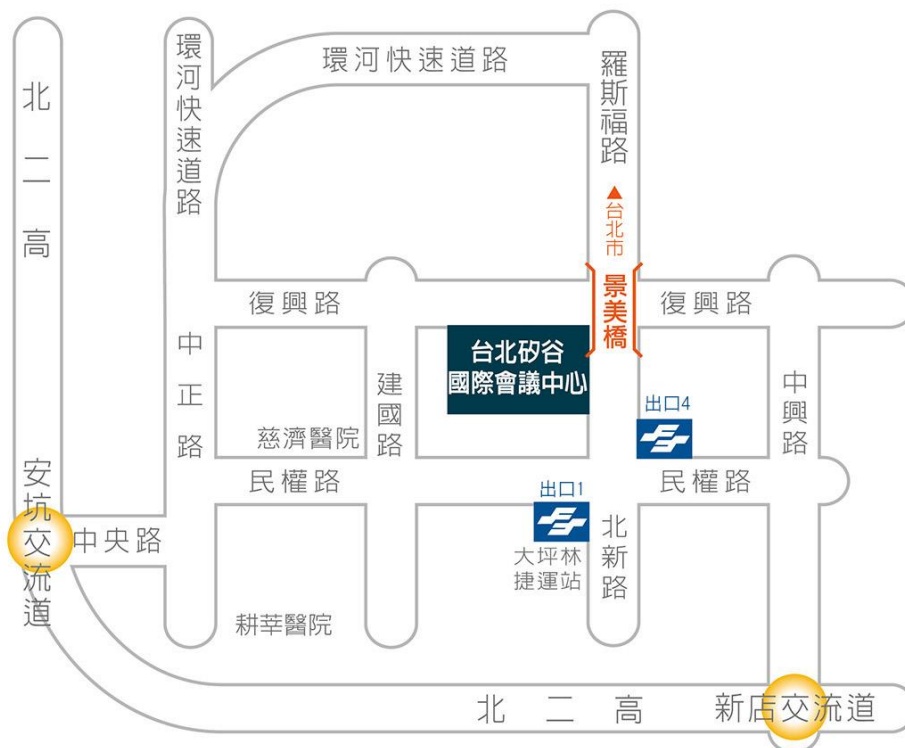 環河快速道路
環河快速道路
羅斯福路
北二高
▲台北市
景美橋
復興路
復興路
台北矽谷
國際會議中心
中正路
建國路
中興路
出口4
慈濟醫院
民權路
民權路
安坑交流道
出口1
中央路
大坪林
捷運站
北新路
耕莘醫院
北二高
新店交流道